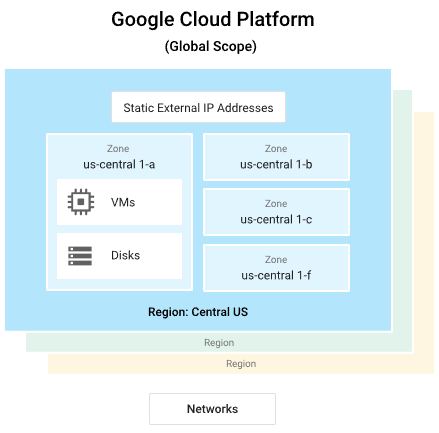 Google Cloud Platform
(Global Scope)
Static External IP Addresses
Zone
us-central 1-a
VMs
Disks
Zone
us-central 1-b
Zone
us-central 1-c
Zone
us-central 1-f
Region: Central US
Region
Region
Networks